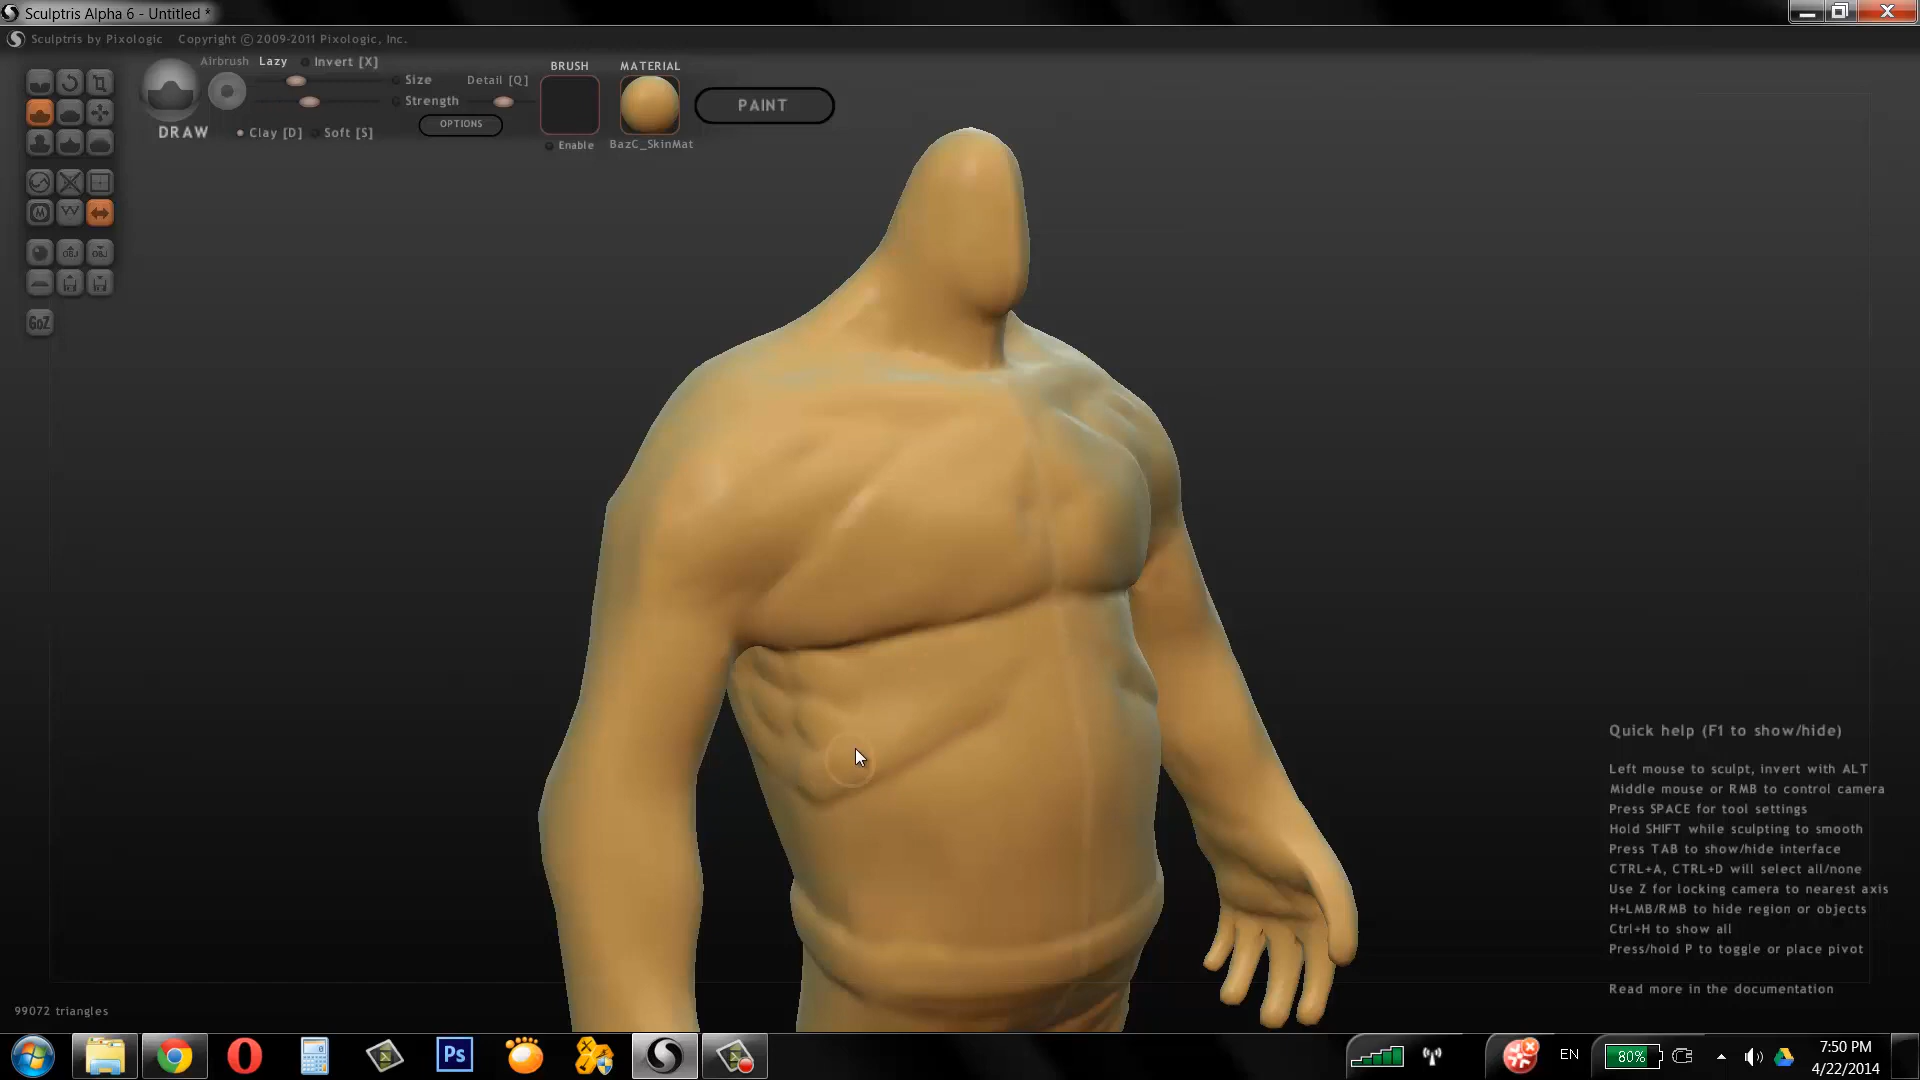 Sculptris Alpha 6 - Untitled *
Sculptris by Pixologic Copyright © 2009-2011 Pixologic, Inc.
Airbrush Lazy Invert [X]
Size Detail [Q]
Strength
DRAW
Clay [D] Soft [S]
OPTIONS
BRUSH
Enable
MATERIAL
BazC_SkinMat
PAINT
OBJ
OBJ
GoZ
Quick help (F1 to show/hide)
Left mouse to sculpt, invert with ALT
Middle mouse or RMB to control camera
Press SPACE for tool settings
Hold SHIFT while sculpting to smooth
Press TAB to show/hide interface
CTRL+A, CTRL+D will select all/none
Use Z for locking camera to nearest axis
H+LMB/RMB to hide region or objects
Ctrl+H to show all
Press/hold P to toggle or place pivot
Read more in the documentation
99072 triangles
Ps
EN
80%
7:50 PM
4/22/2014